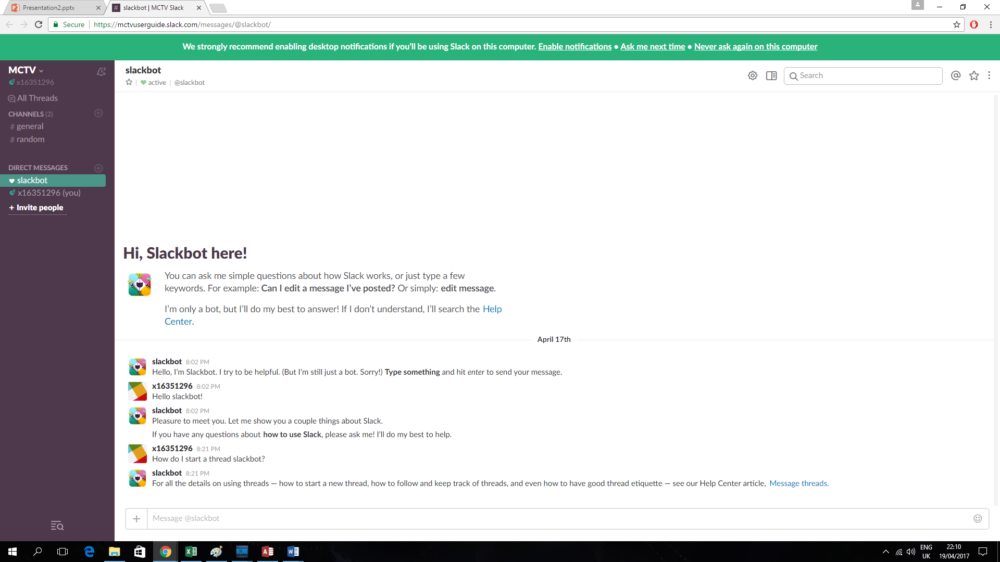 Presentation2.pptx
slackbot | MCTV Slack
Secure
https://mctvuserguide.slack.com/messages/@slackbot/
We strongly recommend enabling desktop notifications if you’ll be using Slack on this computer. Enable notifications • Ask me next time • Never ask again on this computer
MCTV
x16351296
All Threads
CHANNELS (2)
# general
# random
DIRECT MESSAGES
slackbot
x16351296 (you)
+ Invite people
slackbot
active
@slackbot
Search
Hi, Slackbot here!
You can ask me simple questions about how Slack works, or just type a few
keywords. For example: Can I edit a message I’ve posted? Or simply: edit message.
I’m only a bot, but I’ll do my best to answer! If I don’t understand, I’ll search the Help
Center.
April 17th
slackbot 8:02 PM
Hello, I’m Slackbot. I try to be helpful. (But I’m still just a bot. Sorry!) Type something and hit enter to send your message.
x16351296 8:02 PM
Hello slackbot!
slackbot 8:02 PM
Pleasure to meet you. Let me show you a couple things about Slack.
If you have any questions about how to use Slack, please ask me! I’ll do my best to help.
x16351296 8:21 PM
How do I start a thread slackbot?
slackbot 8:21 PM
For all the details on using threads — how to start a new thread, how to follow and keep track of threads, and even how to have good thread etiquette — see our Help Center article, Message threads.
Message @slackbot
ENG
UK
22:10
19/04/2017